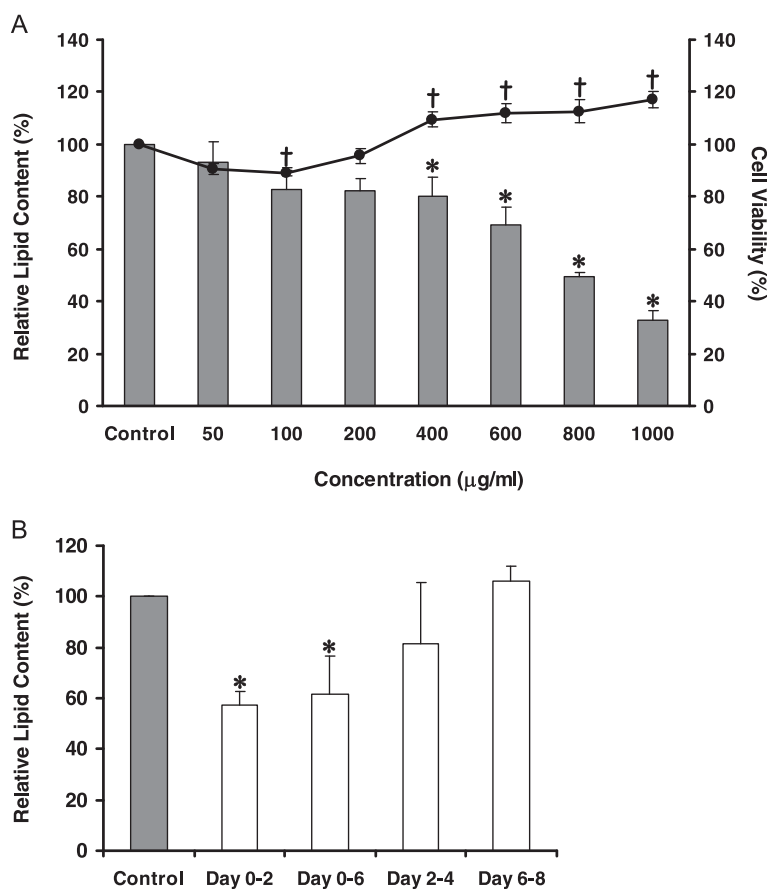 A
140 140
120 120
100 100
80 80
60 60
40 40
20 20
0 0
Relative Lipid Content (%)
Cell Viability (%)
† † † † †
* * * *
Control 50 100 200 400 600 800 1000
Concentration (μg/ml)
B
120
100
80
60
40
20
0
Relative Lipid Content (%)
* *
Control Day 0-2 Day 0-6 Day 2-4 Day 6-8